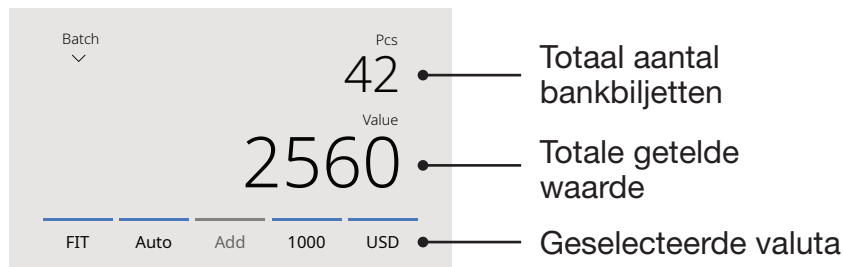 Batch
Pcs
42
Totaal aantal
bankbiljetten
Value
2560
Totale getelde
waarde
FIT Auto Add 1000 USD
Geselecteerde valuta